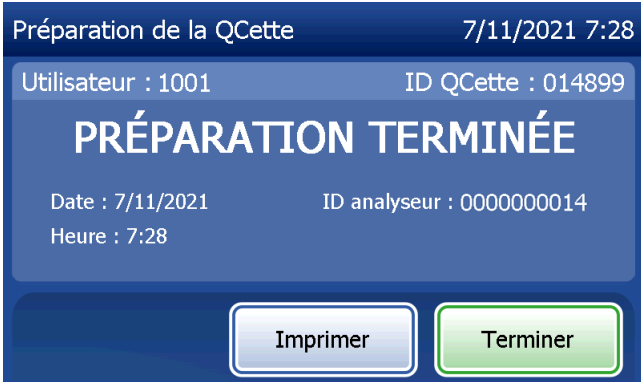 Préparation de la QCette 7/11/2021 7:28
Utilisateur : 1001 ID QCette : 014899
PRÉPARATION TERMINÉE
Date : 7/11/2021 ID analyseur : 0000000014
Heure : 7:28
Imprimer Terminer